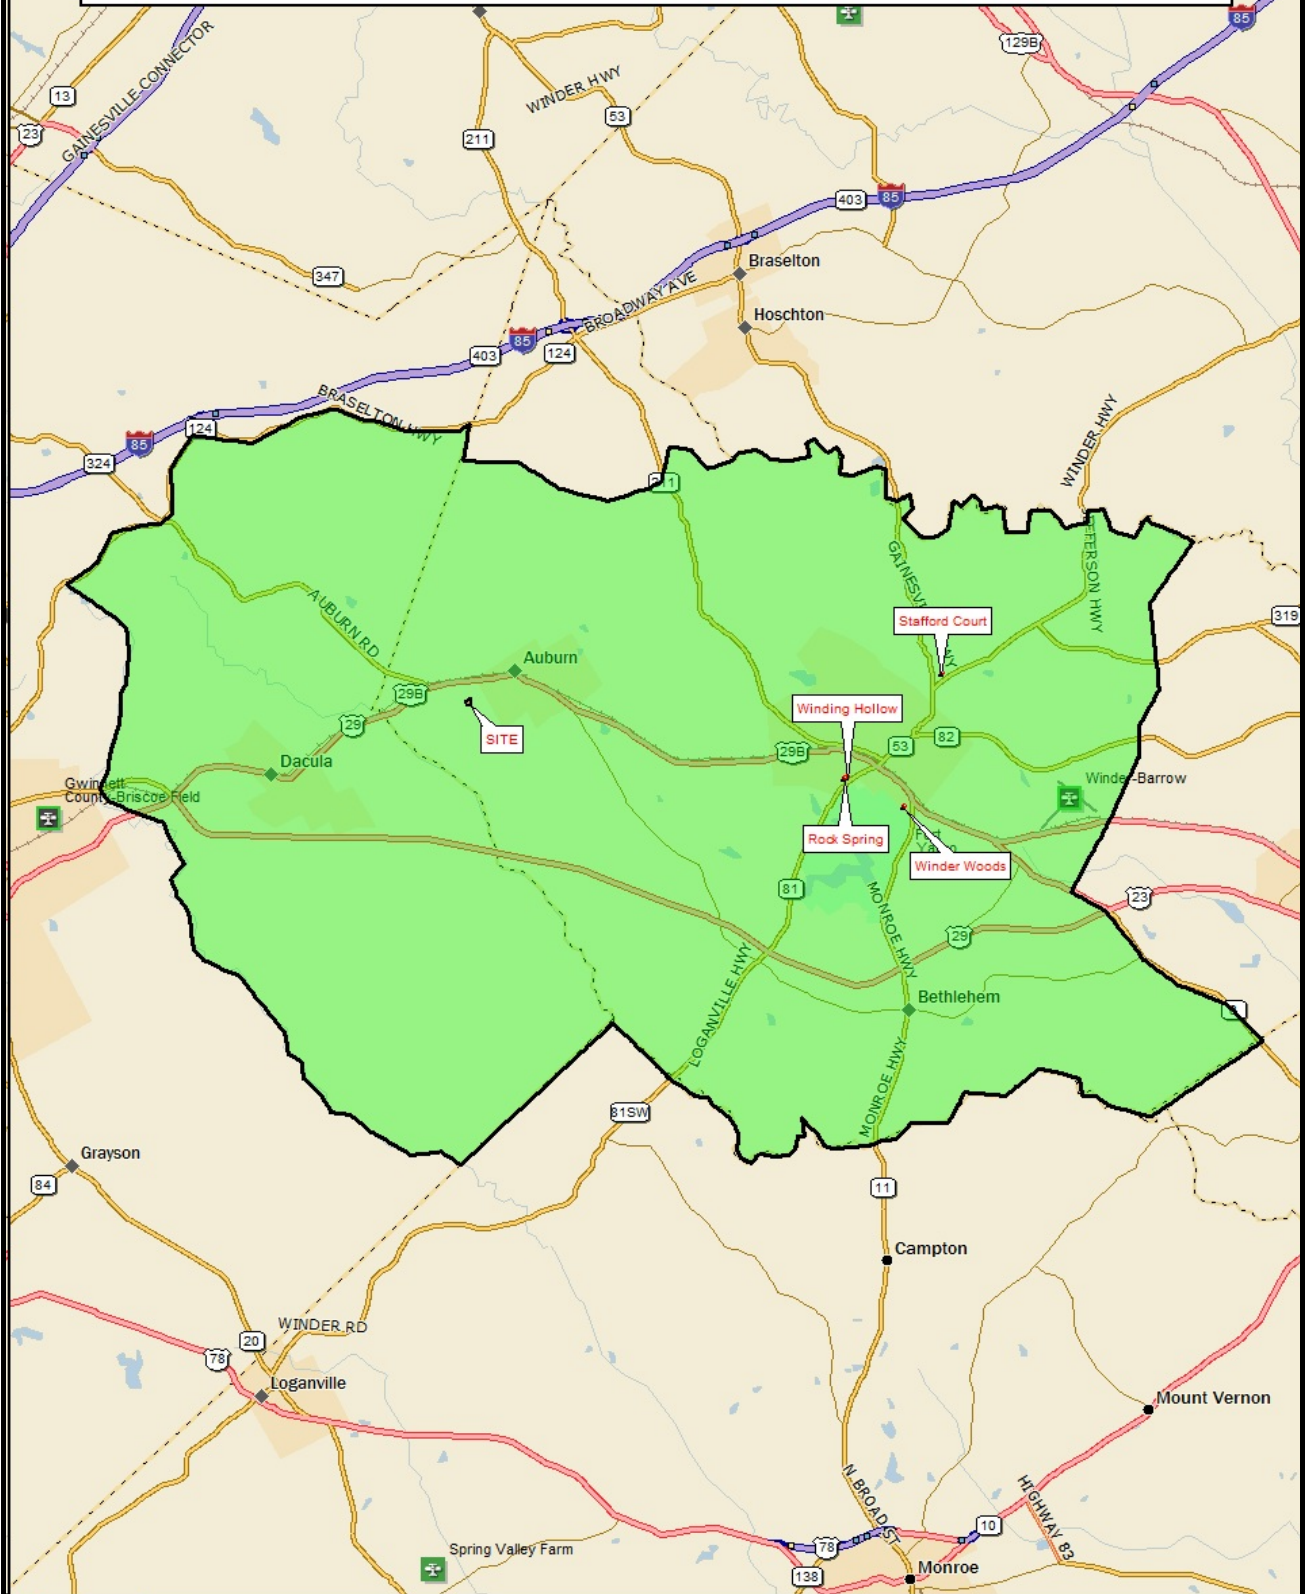 85
129B
13
GAINESVILLE CONNECTOR
23
WINDER HWY
53
211
403
85
347
Braselton
BROADWAY AVE
Hoschton
85
403
124
BRASELTON HWY
124
85
324
WINDER HWY
211
JEFFERSON HWY
AUBURN RD
319
Stafford Court
Auburn
29B
Winding Hollow
29
SITE
82
53
29B
Dacula
Winder-Barrow
Gwinnett
County-Briscoe Field
Rock Spring
Winder Woods
81
MONROE HWY
23
29
LOGANVILLE HWY
Bethlehem
MONROE HWY
81SW
Grayson
84
11
Campton
WINDER RD
20
78
Loganville
Mount Vernon
N BROAD ST
HIGHWAY 83
10
78
Spring Valley Farm
138
Monroe